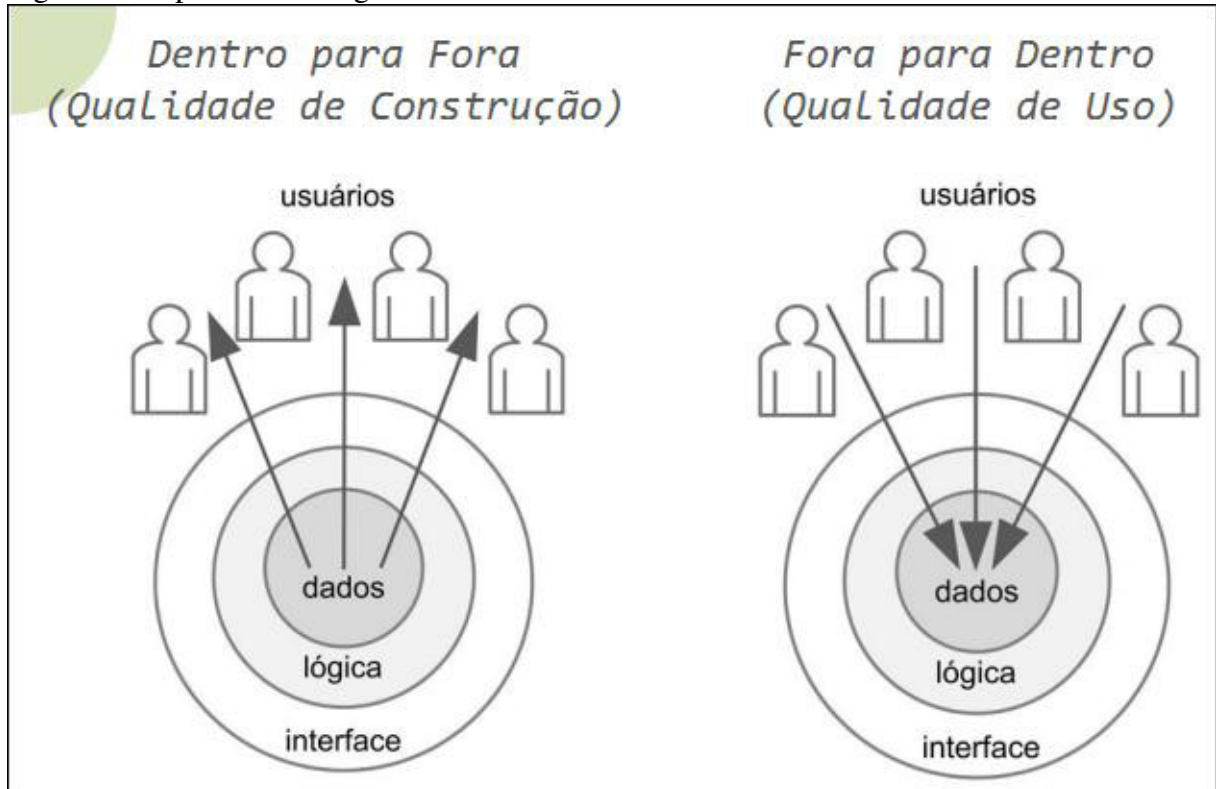 Dentro para Fora
(Qualidade de Construção)
usuários
dados
lógica
interface
Fora para Dentro
(Qualidade de Uso)
usuários
dados
lógica
interface